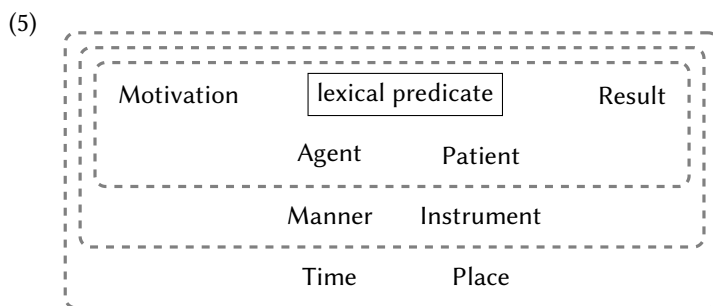 (5)
Motivation lexical predicate Result
Agent Patient
Manner Instrument
Time Place